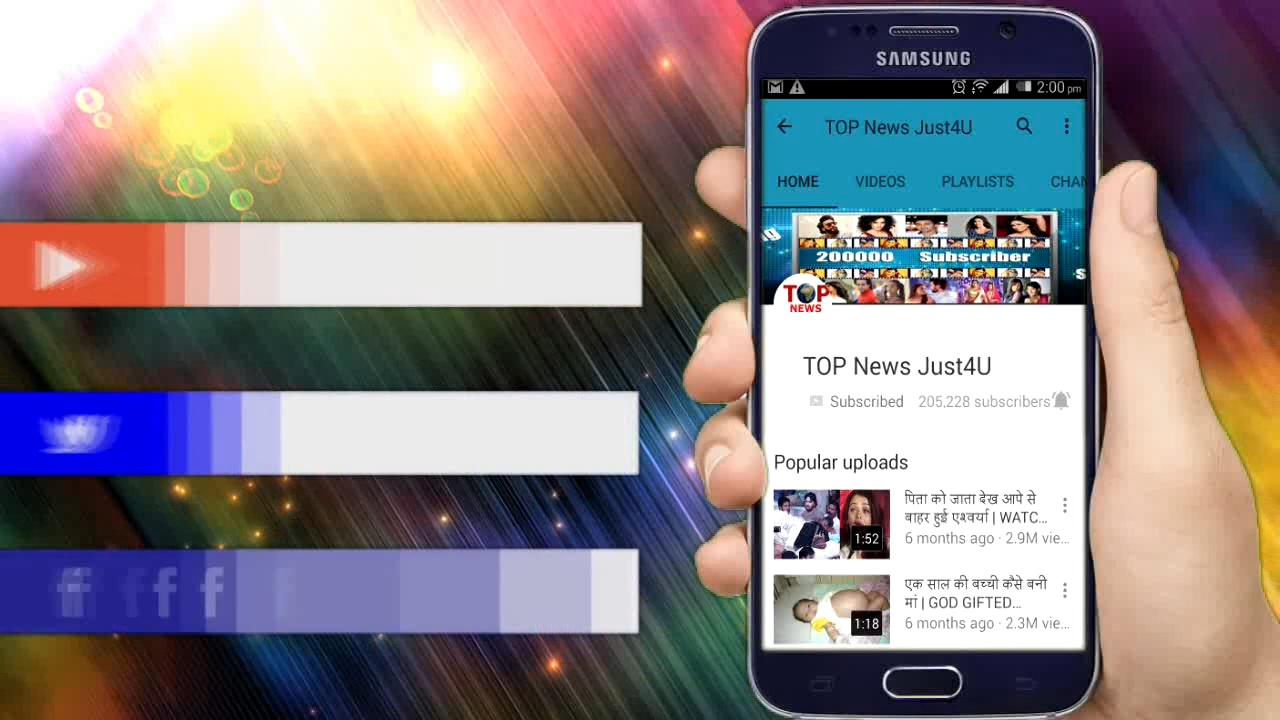 SAMSUNG
2:00 pm
TOP News Just4U
HOME VIDEOS PLAYLISTS CHAN
200000 Subscriber
TOP
NEWS
TOP News Just4U
Subscribed 205,228 subscribers
Popular uploads
पिता को जाता देख आपे से
बाहर हुई एश्वर्या | WATC...
1:52
6 months ago · 2.9M vie...
एक साल की बच्ची कैसे बनी
मां | GOD GIFTED...
1:18
6 months ago · 2.3M vie...